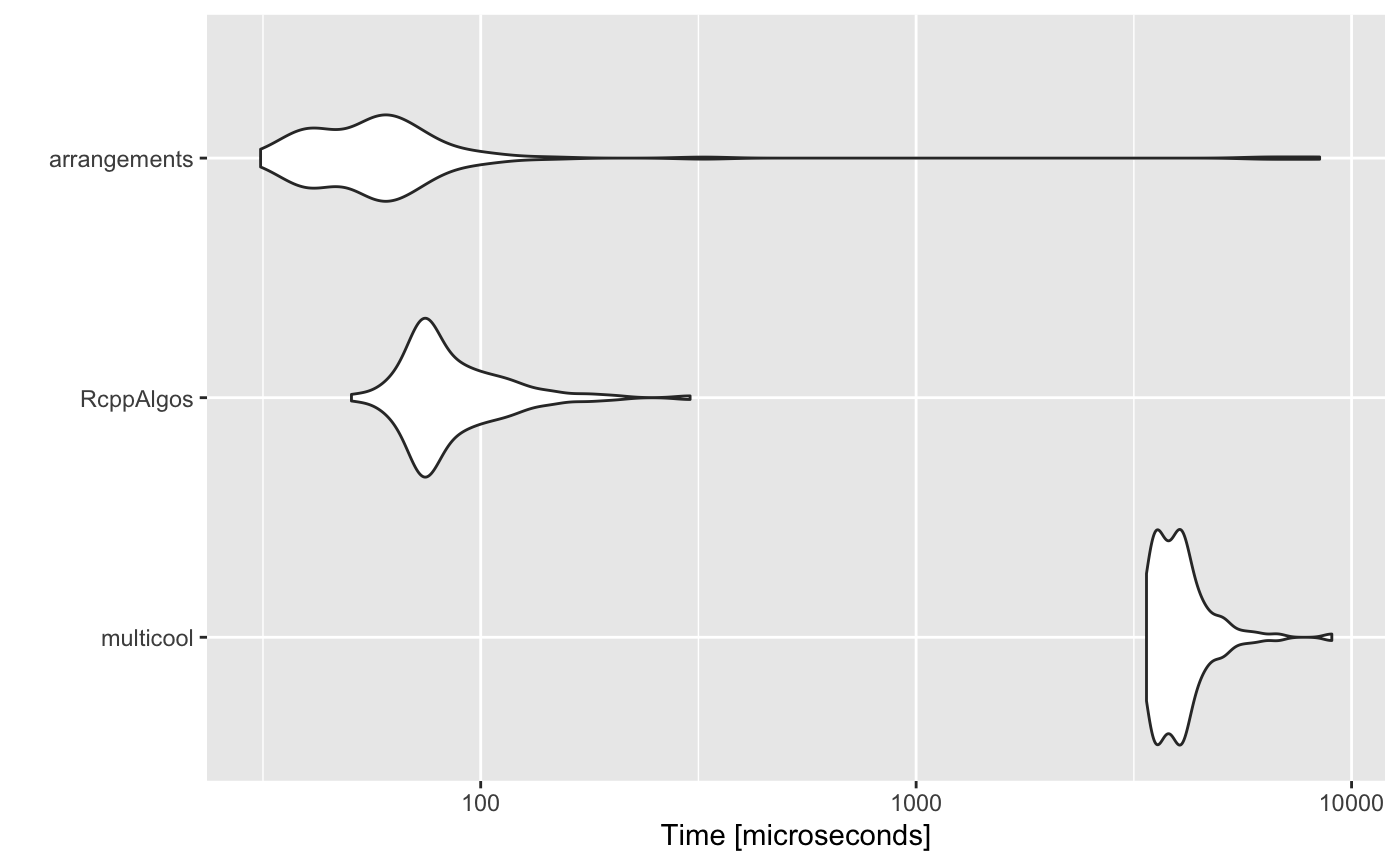 arrangements
RcppAlgos
multicool
100
1000
10000
Time [microseconds]